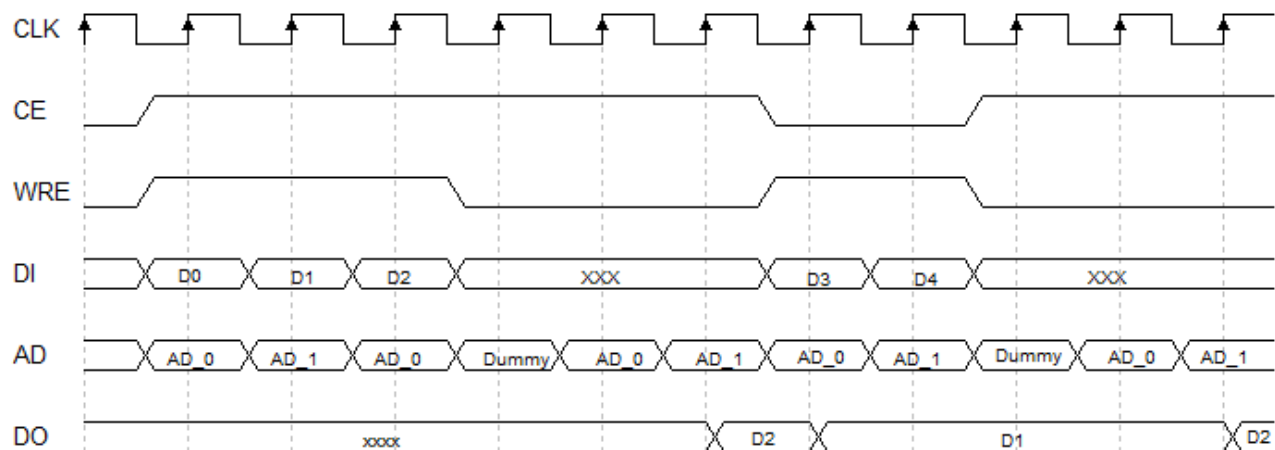 CLK
CE
WRE
DI D0 D1 D2 XXX D3 D4 XXX
AD AD_0 AD_1 AD_0 Dummy AD_0 AD_1 AD_0 AD_1 Dummy AD_0 AD_1
DO xxxx D2 D1 D2